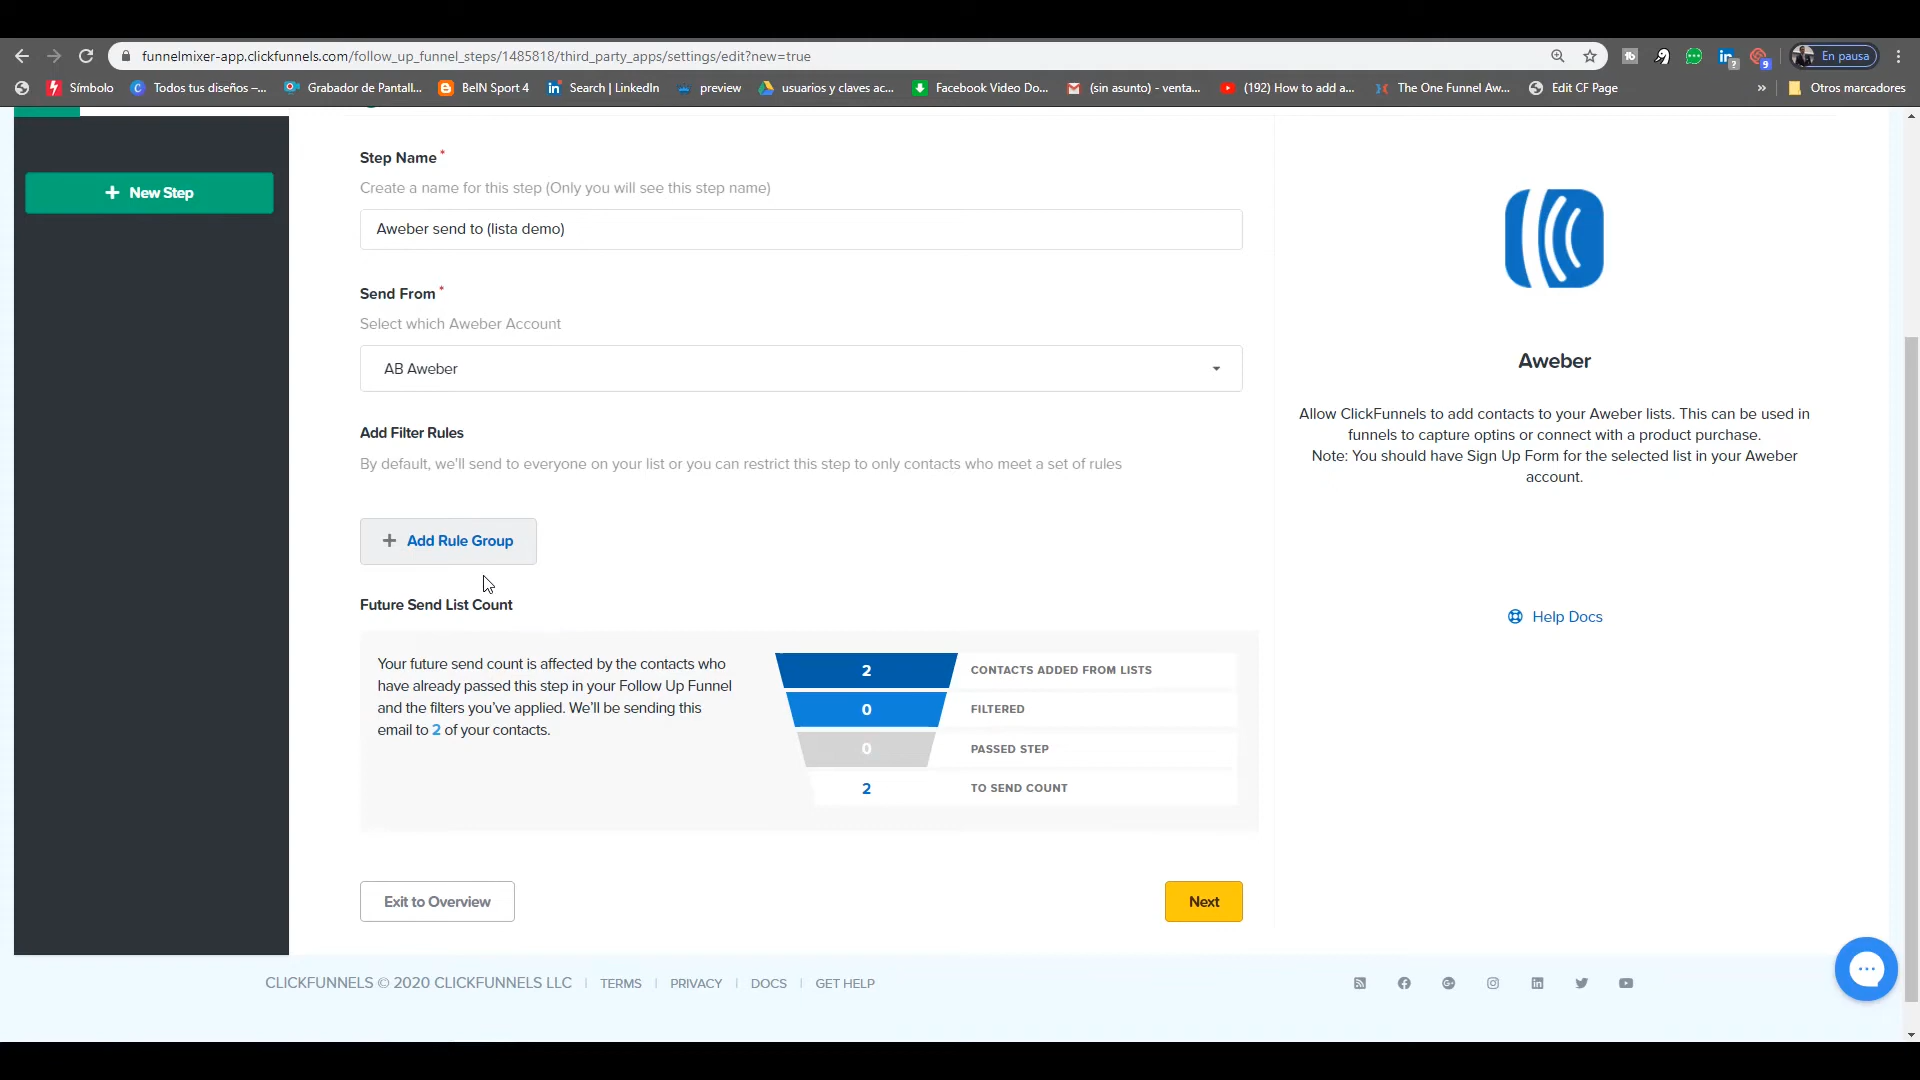 funnelmixer-app.clickfunnels.com/follow_up_funnel_steps/1485818/third_party_apps/settings/edit?new=true
En pausa
Símbolo
Todos tus diseños –...
Grabador de Pantall...
BeIN Sport 4
Search | LinkedIn
preview
usuarios y claves ac...
Facebook Video Do...
(sin asunto) - venta...
(192) How to add a...
The One Funnel Aw...
Edit CF Page
»
Otros marcadores
+ New Step
Step Name *
Create a name for this step (Only you will see this step name)
Aweber send to (lista demo)
Send From *
Select which Aweber Account
AB Aweber
Add Filter Rules
By default, we'll send to everyone on your list or you can restrict this step to only contacts who meet a set of rules
+ Add Rule Group
Future Send List Count
Your future send count is affected by the contacts who
have already passed this step in your Follow Up Funnel
and the filters you've applied. We'll be sending this
email to 2 of your contacts.
2 CONTACTS ADDED FROM LISTS
0 FILTERED
0 PASSED STEP
2 TO SEND COUNT
Exit to Overview
Next
Aweber
Allow ClickFunnels to add contacts to your Aweber lists. This can be used in
funnels to capture optins or connect with a product purchase.
Note: You should have Sign Up Form for the selected list in your Aweber
account.
Help Docs
CLICKFUNNELS © 2020 CLICKFUNNELS LLC | TERMS | PRIVACY | DOCS | GET HELP